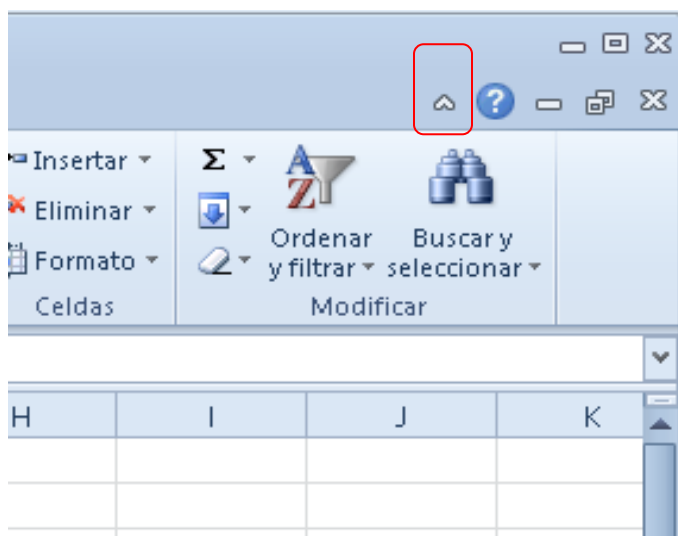 Insertar
Σ
Eliminar
A
Z
Formato
Ordenar
y filtrar
Buscar y
seleccionar
Celdas
Modificar
?
H
I
J
K